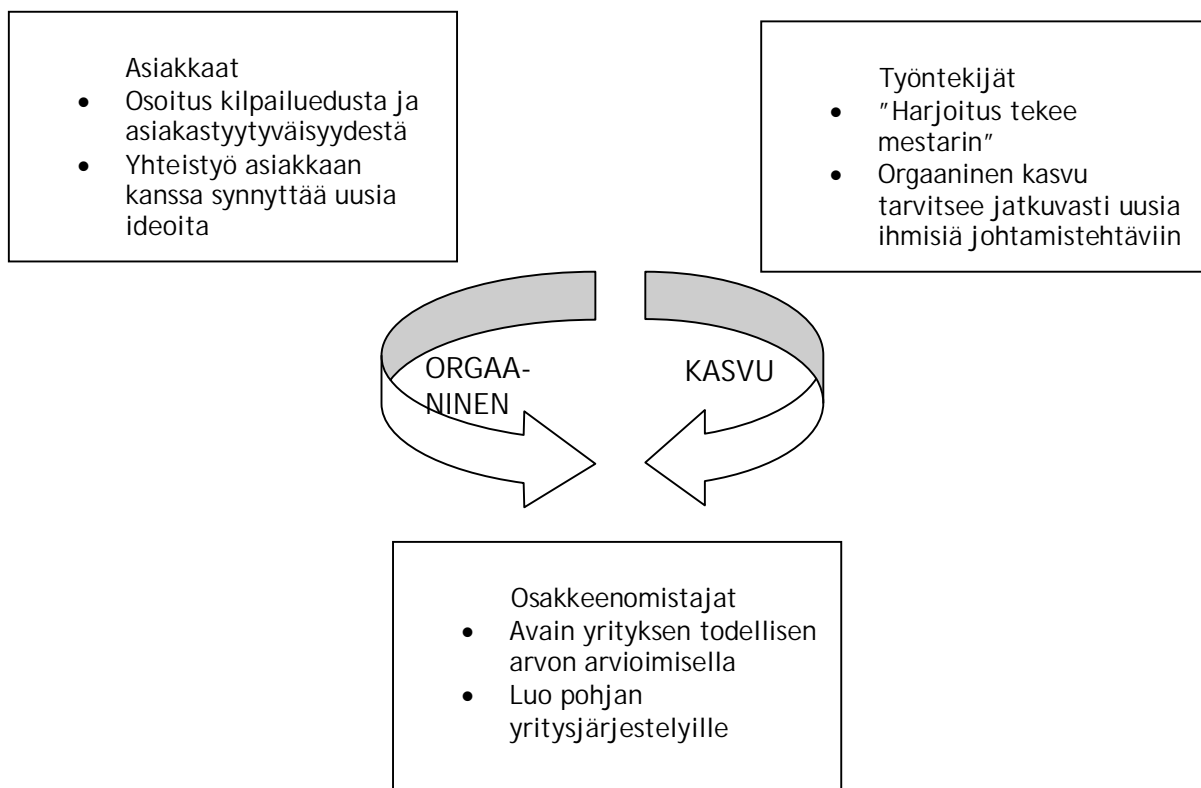 Asiakkaat
• Osoitus kilpailuedusta ja
asiakastyytyväisyydestä
• Yhteistyö asiakkaan
kanssa synnyttää uusia
ideoita
Työntekijät
• "Harjoitus tekee
mestarin"
• Orgaaninen kasvu
tarvitsee jatkuvasti uusia
ihmisiä johtamistehtäviin
ORGAA-
NINEN
KASVU
Osakkeenomistajat
• Avain yrityksen todellisen
arvon arvioimisella
• Luo pohjan
yritysjärjestelyille